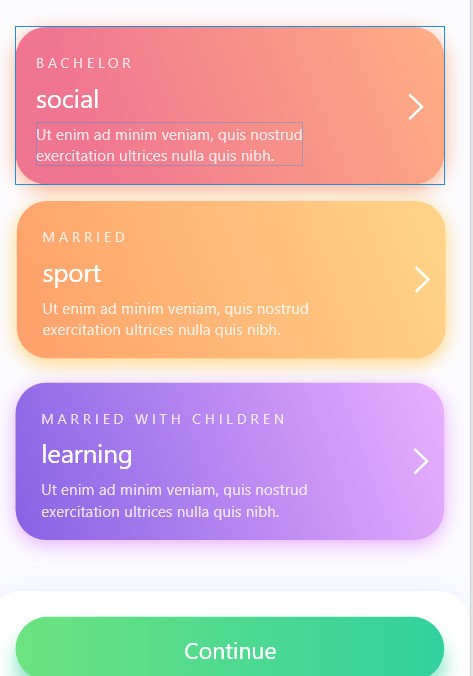 BACHELOR
social
Ut enim ad minim veniam, quis nostrud
exercitation ultrices nulla quis nibh.
MARRIED
sport
Ut enim ad minim veniam, quis nostrud
exercitation ultrices nulla quis nibh.
MARRIED WITH CHILDREN
learning
Ut enim ad minim veniam, quis nostrud
exercitation ultrices nulla quis nibh.
Continue